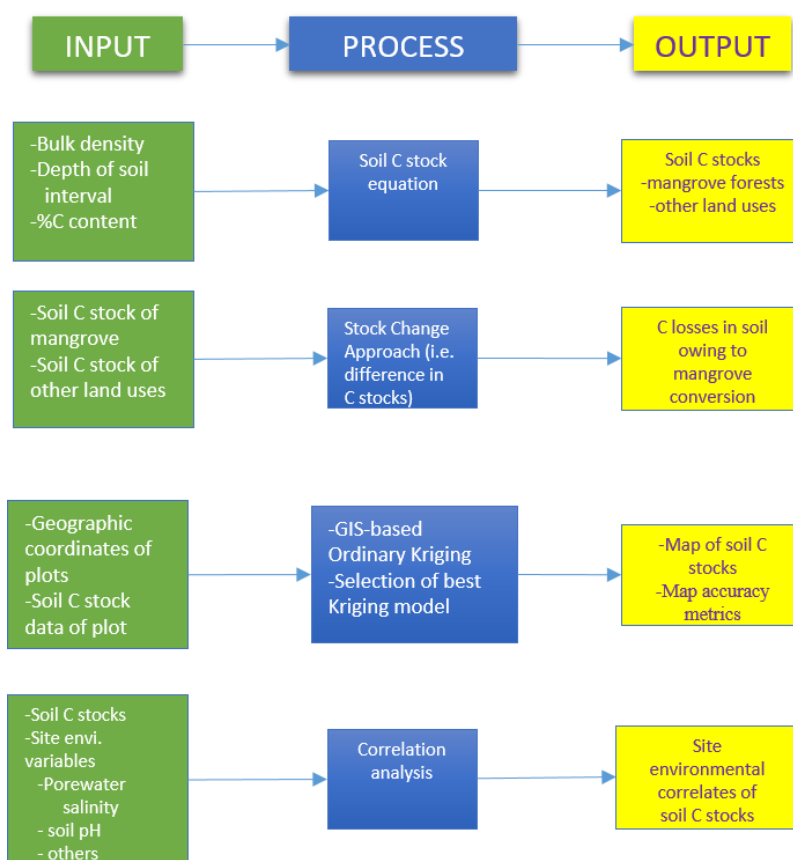 INPUT
PROCESS
OUTPUT
-Bulk density
-Depth of soil
interval
-%C content
Soil C stock
equation
Soil C stocks
-mangrove forests
-other land uses
-Soil C stock of
mangrove
-Soil C stock of
other land uses
Stock Change
Approach (i.e.
difference in
C stocks)
C losses in soil
owing to
mangrove
conversion
-Geographic
coordinates of
plots
-Soil C stock
data of plot
-GIS-based
Ordinary Kriging
-Selection of best
Kriging model
-Map of soil C
stocks
-Map accuracy
metrics
-Soil C stocks
-Site envi.
variables
-Porewater
salinity
- soil pH
- others
Correlation
analysis
Site
environmental
correlates of
soil C stocks